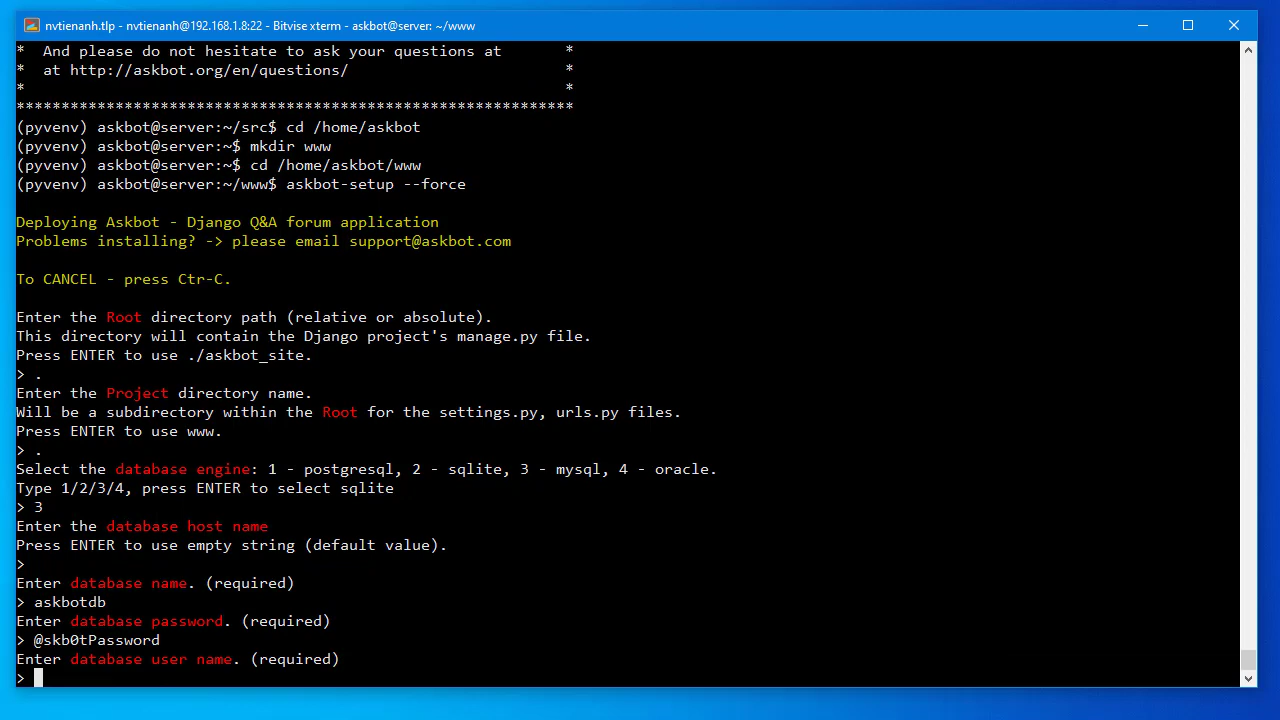 nvtienanh.tlp - nvtienanh@192.168.1.8:22 - Bitvise xterm - askbot@server: ~/www
*  And please do not hesitate to ask your questions at       *
*  at http://askbot.org/en/questions/                        *
*                                                            *
**************************************************************
(pyvenv) askbot@server:~/src$ cd /home/askbot
(pyvenv) askbot@server:~$ mkdir www
(pyvenv) askbot@server:~$ cd /home/askbot/www
(pyvenv) askbot@server:~/www$ askbot-setup --force
Deploying Askbot - Django Q&A forum application
Problems installing? -> please email support@askbot.com
To CANCEL - press Ctr-C.
Enter the Root directory path (relative or absolute).
This directory will contain the Django project's manage.py file.
Press ENTER to use ./askbot_site.
> .
Enter the Project directory name.
Will be a subdirectory within the Root for the settings.py, urls.py files.
Press ENTER to use www.
> .
Select the database engine: 1 - postgresql, 2 - sqlite, 3 - mysql, 4 - oracle.
Type 1/2/3/4, press ENTER to select sqlite
> 3
Enter the database host name
Press ENTER to use empty string (default value).
>
Enter database name. (required)
> askbotdb
Enter database password. (required)
> @skb0tPassword
Enter database user name. (required)
>